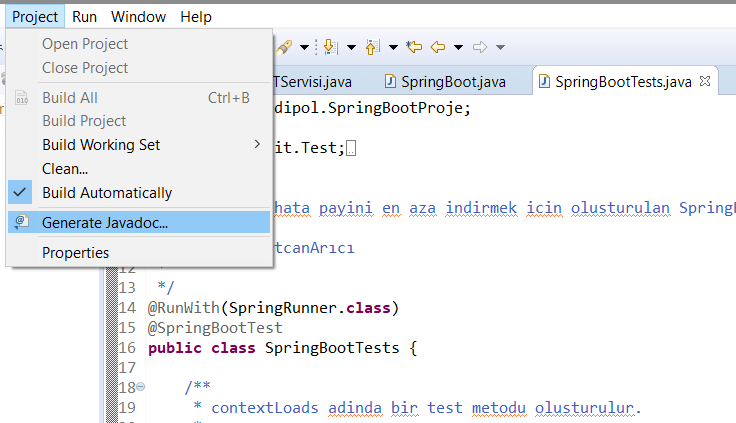 Project Run Window Help
Open Project
Close Project
Build All Ctrl+B
Build Project
Build Working Set
Clean...
Build Automatically
Generate Javadoc...
Properties
TServisi.java SpringBoot.java SpringBootTests.java
dipol.SpringBootProje;
it.Test;
hata payini en aza indirmek icin olusturulan Spring
tcanArıcı
12
13 */
14 @RunWith(SpringRunner.class)
15 @SpringBootTest
16 public class SpringBootTests {
17
18 /**
19 * contextLoads adinda bir test metodu olusturulur.